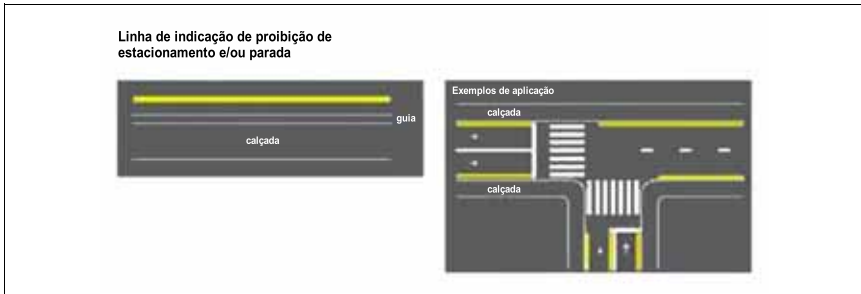 Linha de indicação de proibição de
estacionamento e/ou parada
guia
calçada
Exemplos de aplicação
calçada
calçada